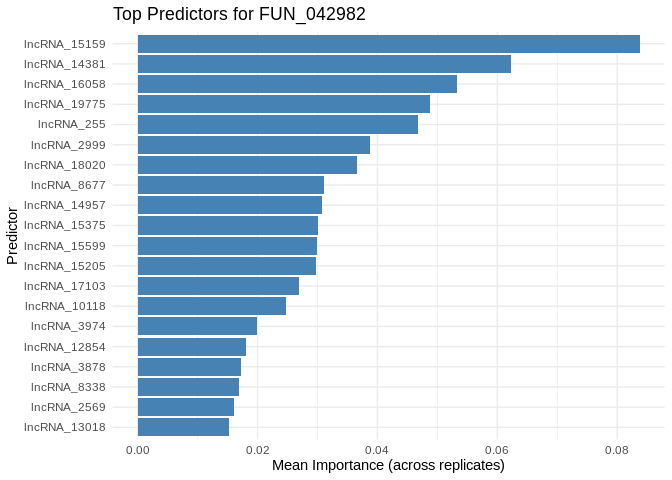 Top Predictors for FUN_042982
Predictor
lncRNA_15159
lncRNA_14381
lncRNA_16058
lncRNA_19775
lncRNA_255
lncRNA_2999
lncRNA_18020
lncRNA_8677
lncRNA_14957
lncRNA_15375
lncRNA_15599
lncRNA_15205
lncRNA_17103
lncRNA_10118
lncRNA_3974
lncRNA_12854
lncRNA_3878
lncRNA_8338
lncRNA_2569
lncRNA_13018
0.00 0.02 0.04 0.06 0.08
Mean Importance (across replicates)